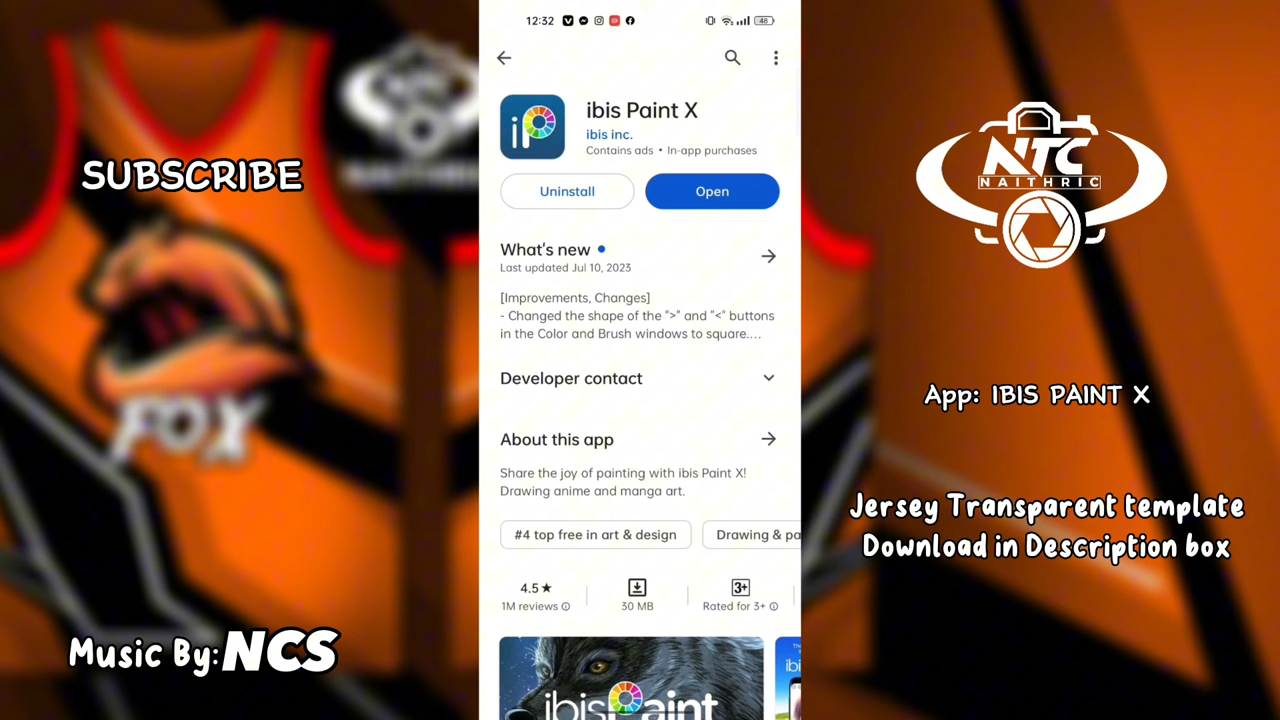 SUBSCRIBE
FOX
Music By: NCS
12:32
48
ibis Paint X
ibis inc.
Contains ads • In-app purchases
Uninstall
Open
What's new
Last updated Jul 10, 2023
[Improvements, Changes]
- Changed the shape of the ">" and "<" buttons
in the Color and Brush windows to square....
Developer contact
About this app
Share the joy of painting with ibis Paint X!
Drawing anime and manga art.
#4 top free in art & design
Drawing & pa
4.5★
1M reviews
30 MB
3+
Rated for 3+
ibisPaint
ibi
NTC
NAITHRIC
App: IBIS PAINT X
Jersey Transparent template
Download in Description box